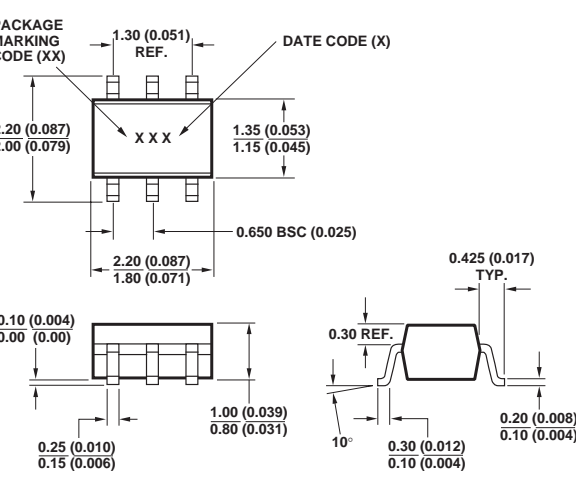 PACKAGE
MARKING
CODE (XX)
1.30 (0.051)
REF.
DATE CODE (X)
2.20 (0.087)
2.00 (0.079)
X X X
1.35 (0.053)
1.15 (0.045)
0.650 BSC (0.025)
2.20 (0.087)
1.80 (0.071)
0.425 (0.017)
TYP.
0.10 (0.004)
0.00 (0.00)
0.30 REF.
1.00 (0.039)
0.80 (0.031)
0.25 (0.010)
0.15 (0.006)
10°
0.30 (0.012)
0.10 (0.004)
0.20 (0.008)
0.10 (0.004)